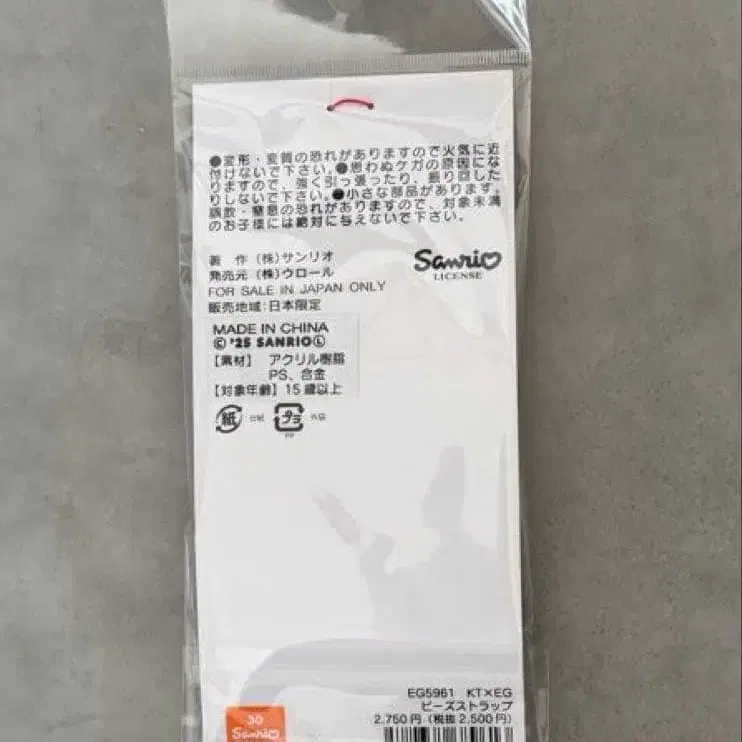 ●変形・変質の恐れがありますので火気に近
付けないで下さい。●思わぬケガの原因にな
りますので、強く引っ張ったり、振り回した
りしないで下さい。●小さな部品があります。
誤飲・窒息の恐れがありますので、対象未満
のお子様には絶対に与えないで下さい。
著 作 (株)サンリオ
発売元 (株)ウロール
FOR SALE IN JAPAN ONLY
販売地域:日本限定
Sanrio
LICENSE
MADE IN CHINA
©'25 SANRIO Ⓛ
【素材】 アクリル樹脂
PS、合金
【対象年齢】15歳以上
紙 台紙 プラ 外袋
PP
EG5961 KT×EG
ビーズストラップ
2,750円(税抜2,500円)
30
Sanrio